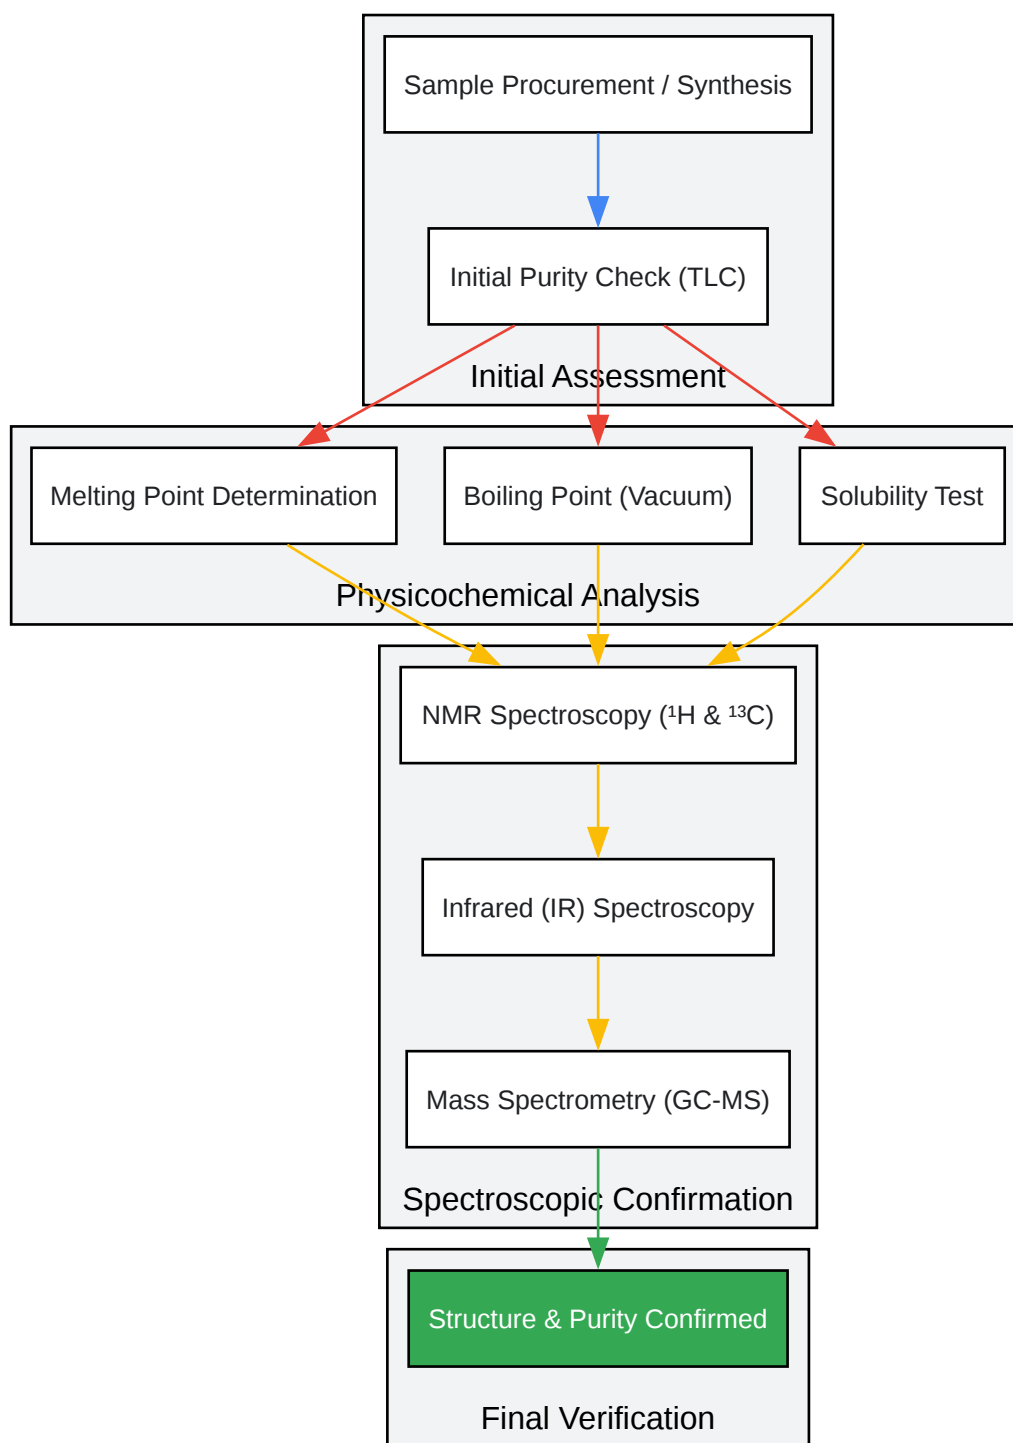 Sample Procurement / Synthesis
Initial Purity Check (TLC)
Initial Assessment
Melting Point Determination
Boiling Point (Vacuum)
Solubility Test
Physicochemical Analysis
NMR Spectroscopy (¹H & ¹³C)
Infrared (IR) Spectroscopy
Mass Spectrometry (GC-MS)
Spectroscopic Confirmation
Structure & Purity Confirmed
Final Verification